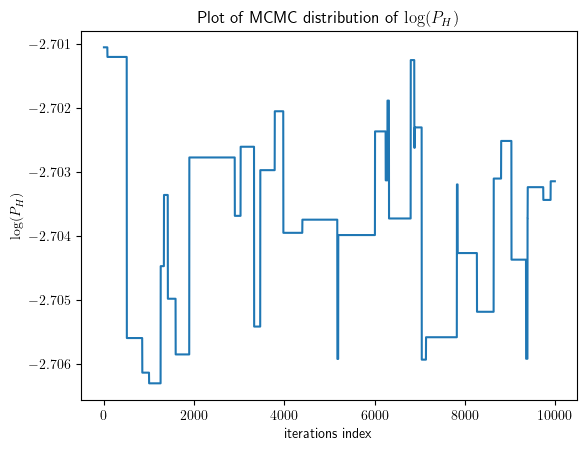 Plot of MCMC distribution of log(P_H)
−2.701
−2.702
−2.703
−2.704
−2.705
−2.706
log(P_H)
0 2000 4000 6000 8000 10000
iterations index